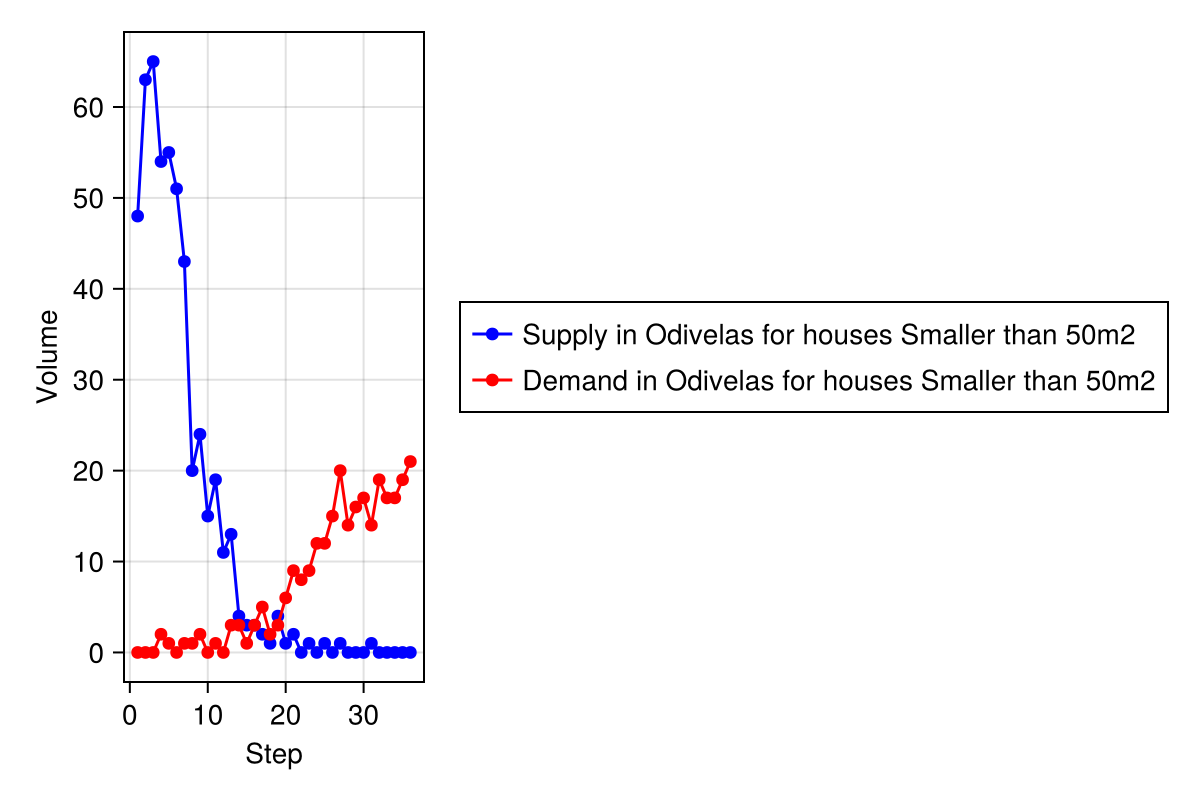 60
50
40
30
20
10
0
Volume
0 10 20 30
Step
Supply in Odivelas for houses Smaller than 50m2
Demand in Odivelas for houses Smaller than 50m2